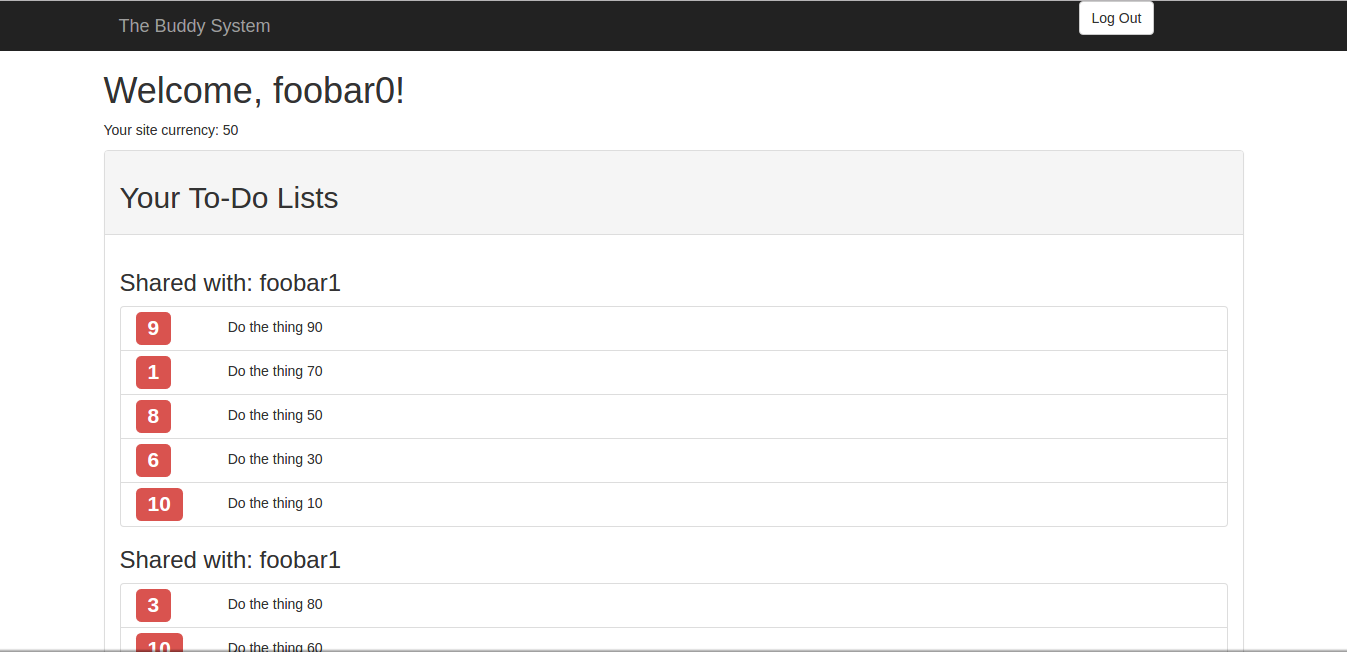 The Buddy System
Log Out
Welcome, foobar0!
Your site currency: 50
Your To-Do Lists
Shared with: foobar1
9 Do the thing 90
1 Do the thing 70
8 Do the thing 50
6 Do the thing 30
10 Do the thing 10
Shared with: foobar1
3 Do the thing 80
10 Do the thing 60